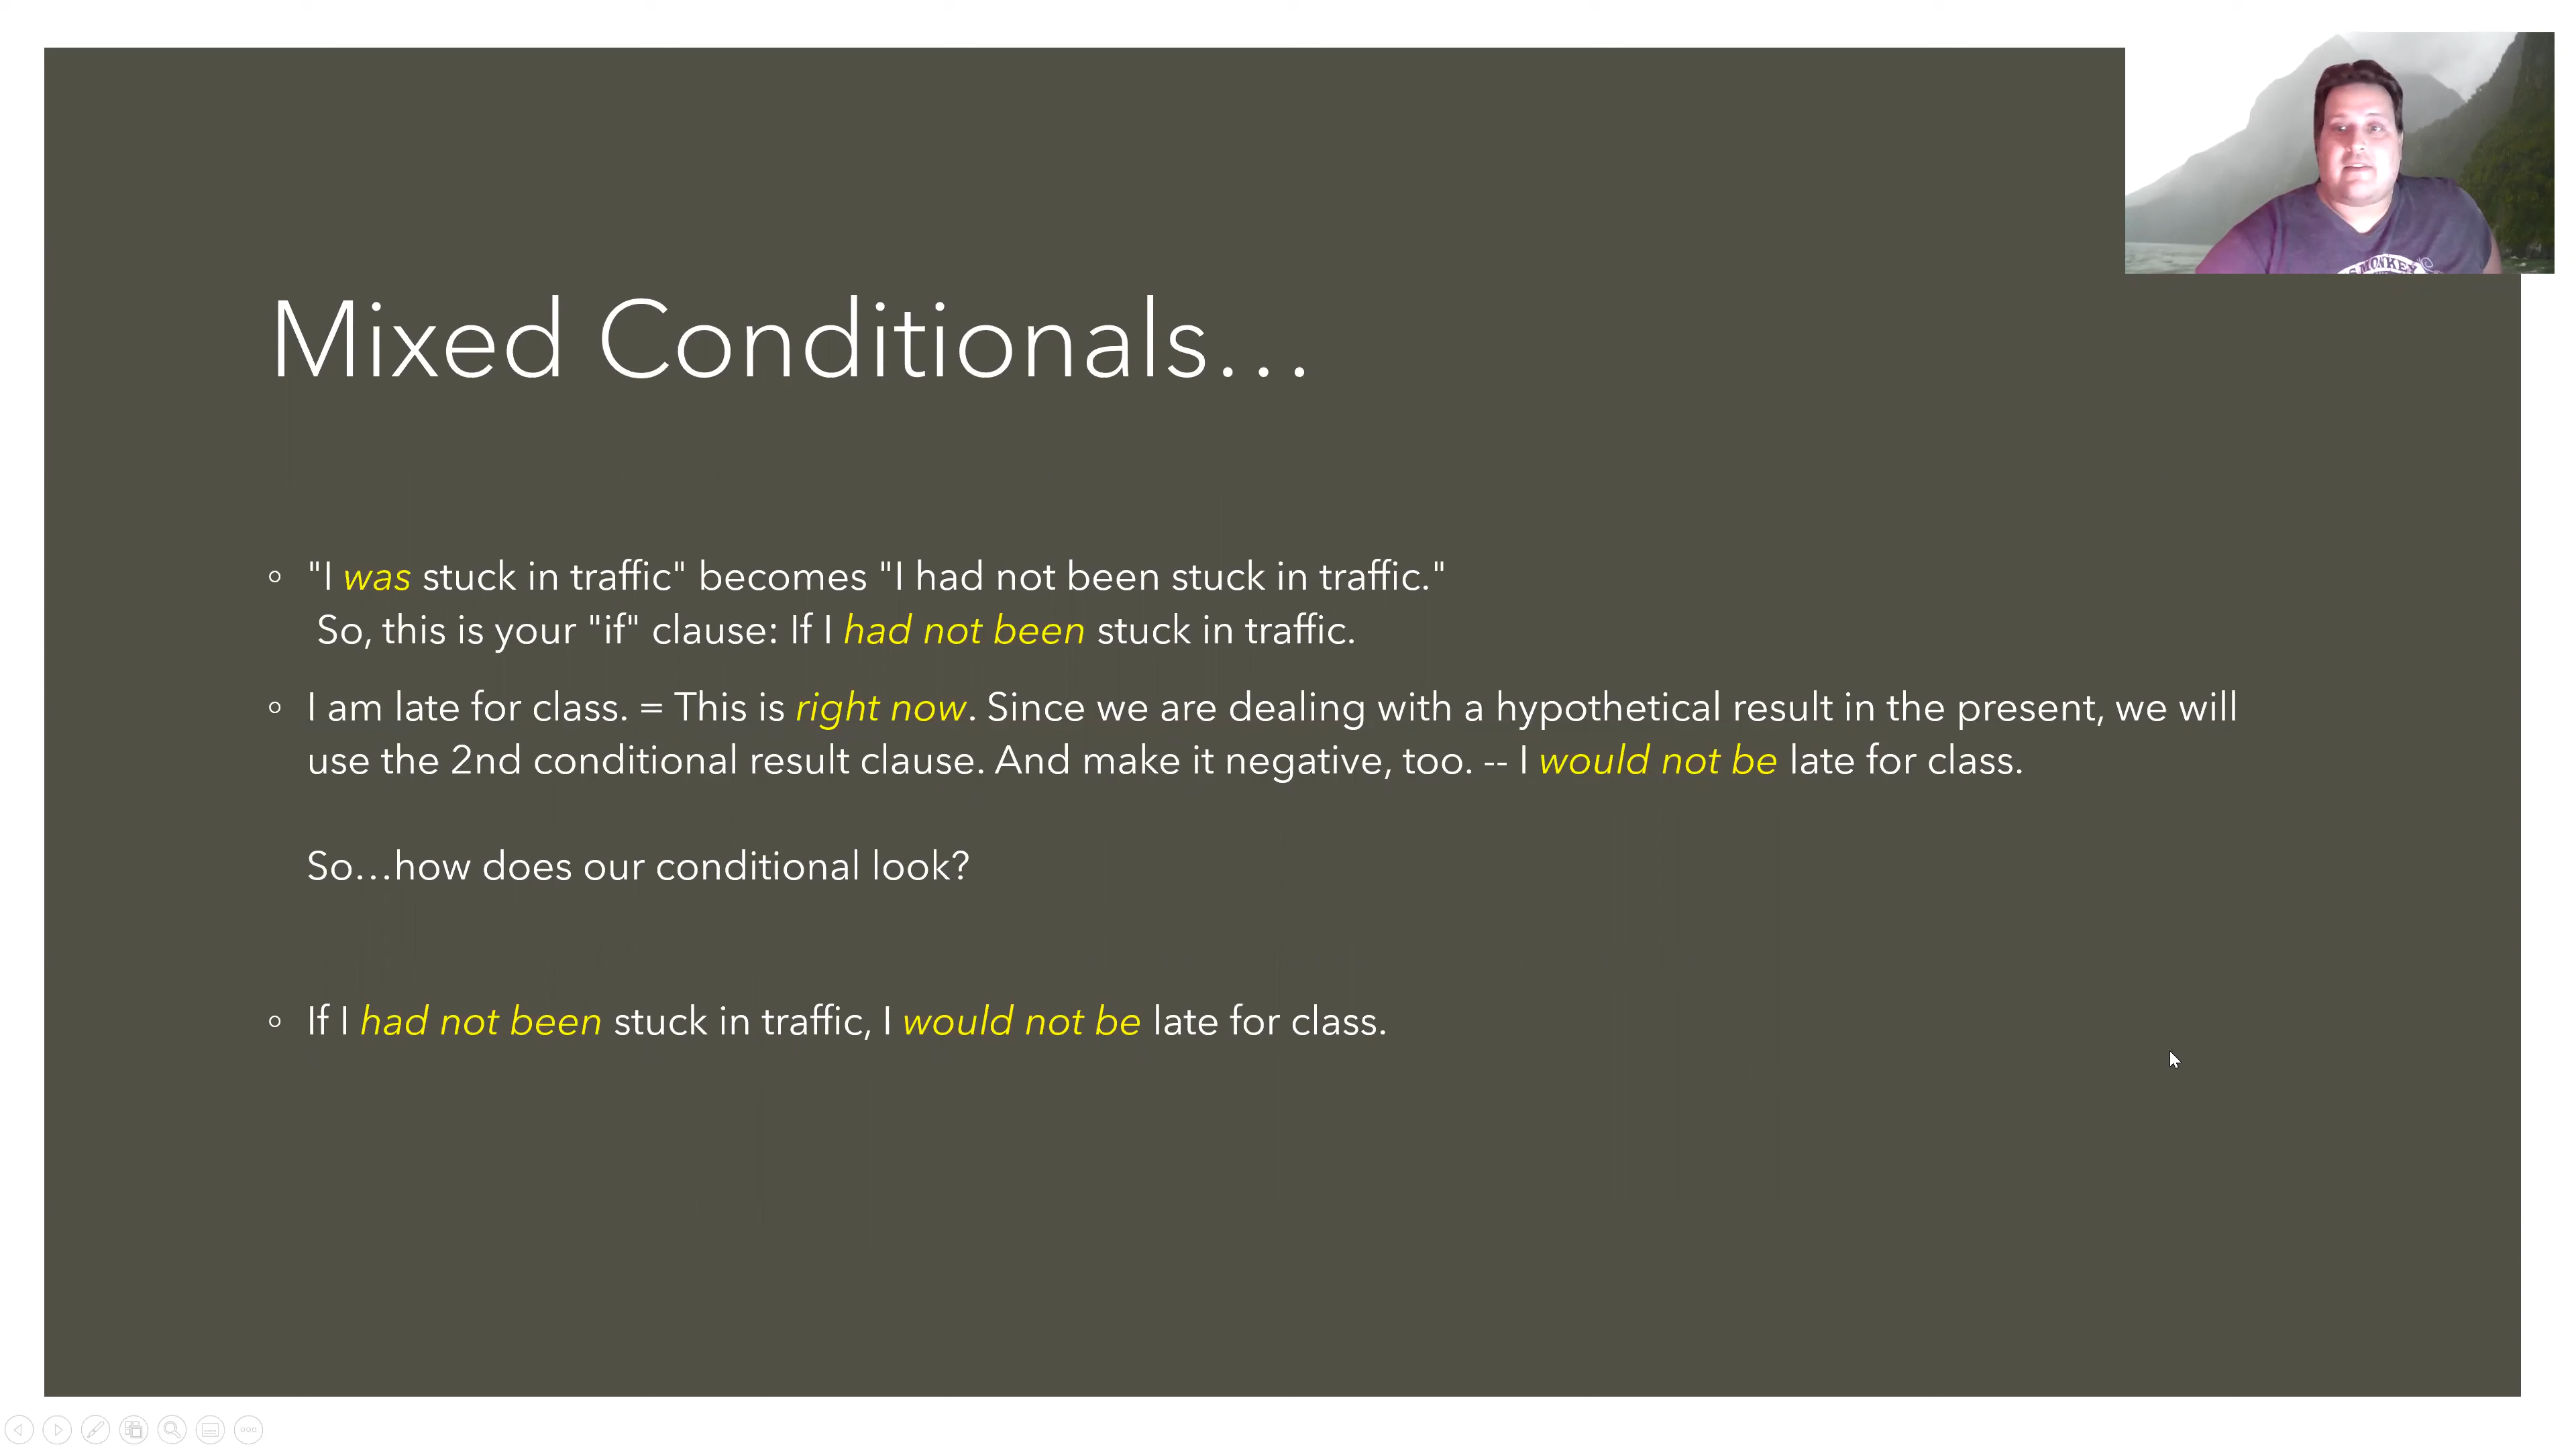 Mixed Conditionals…
"I was stuck in traffic" becomes "I had not been stuck in traffic."
So, this is your "if" clause: If I had not been stuck in traffic.
I am late for class. = This is right now. Since we are dealing with a hypothetical result in the present, we will
use the 2nd conditional result clause. And make it negative, too. -- I would not be late for class.
So…how does our conditional look?
If I had not been stuck in traffic, I would not be late for class.
MONKEY